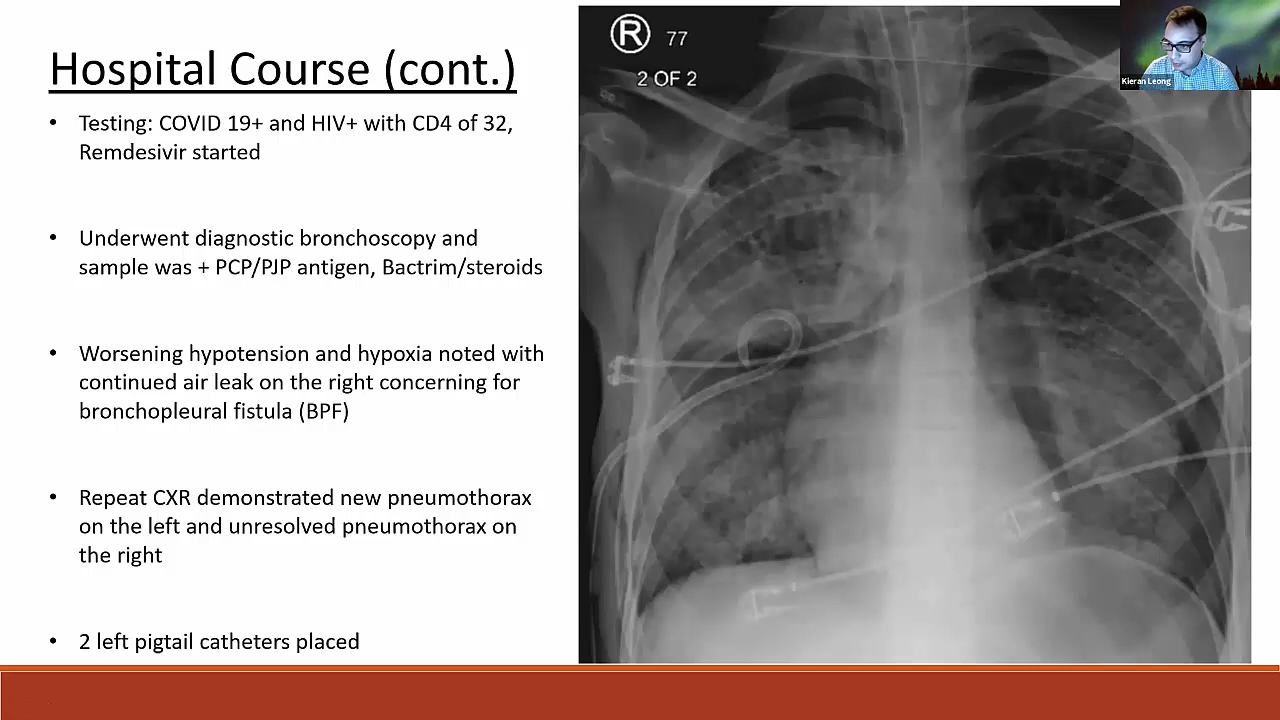 Hospital Course (cont.)
• Testing: COVID 19+ and HIV+ with CD4 of 32,
Remdesivir started
• Underwent diagnostic bronchoscopy and
sample was + PCP/PJP antigen, Bactrim/steroids
• Worsening hypotension and hypoxia noted with
continued air leak on the right concerning for
bronchopleural fistula (BPF)
• Repeat CXR demonstrated new pneumothorax
on the left and unresolved pneumothorax on
the right
• 2 left pigtail catheters placed
R 77
2 OF 2
Kieran Leong